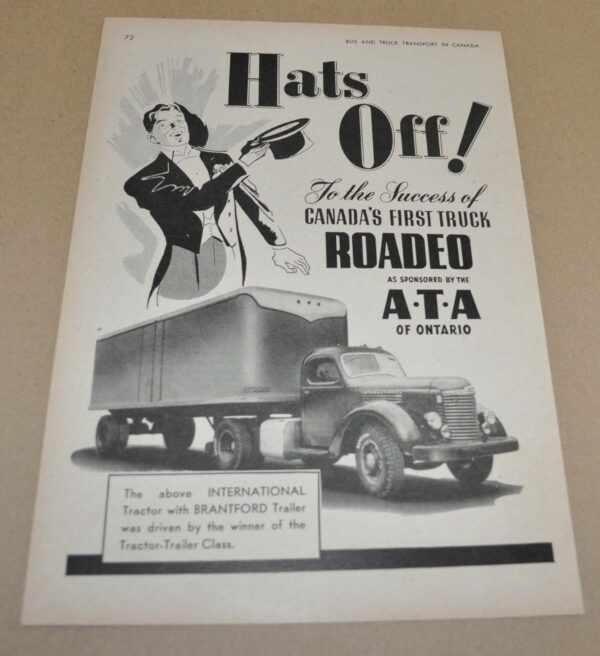 72
BUS AND TRUCK TRANSPORT IN CANADA
Hats
Off!
To the Success of
CANADA'S FIRST TRUCK
ROADEO
AS SPONSORED BY THE
A·T·A
OF ONTARIO
The above INTERNATIONAL
Tractor with BRANTFORD Trailer
was driven by the winner of the
Tractor-Trailer Class.